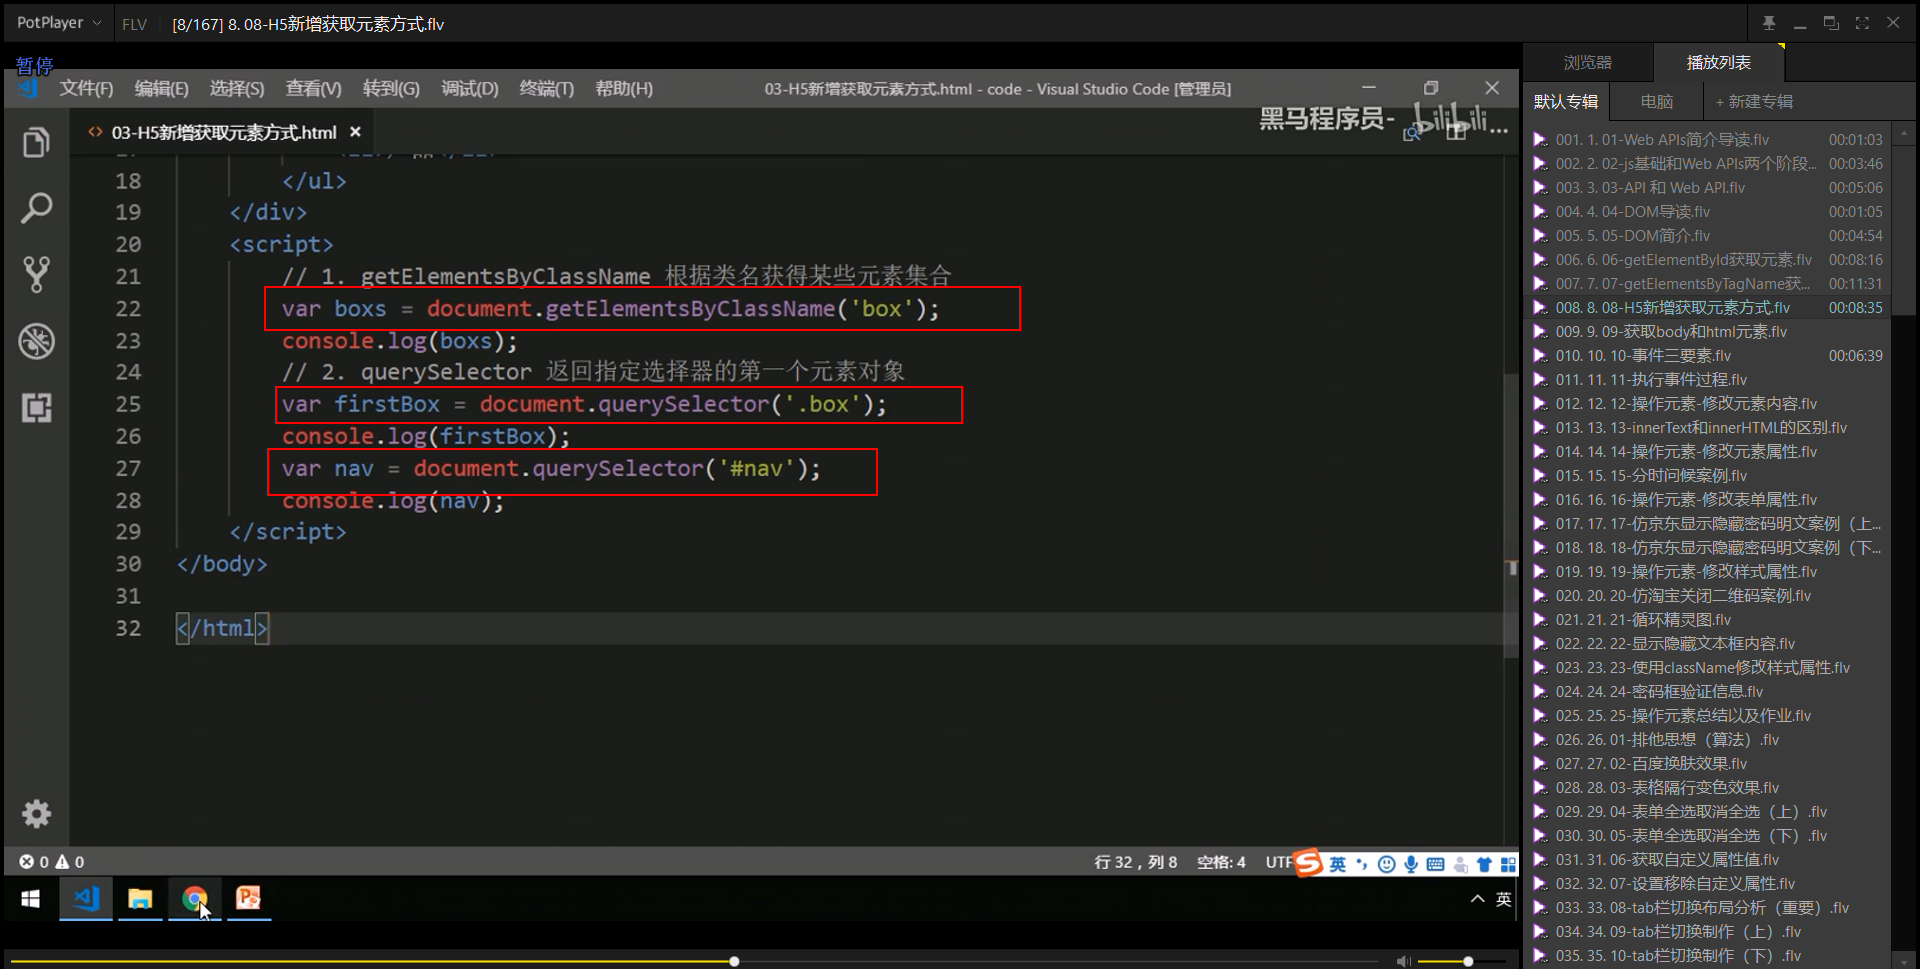 PotPlayer
FLV
[8/167] 8. 08-H5新增获取元素方式.flv
暂停
文件(F) 编辑(E) 选择(S) 查看(V) 转到(G) 调试(D) 终端(T) 帮助(H)
03-H5新增获取元素方式.html - code - Visual Studio Code [管理员]
<> 03-H5新增获取元素方式.html ×
黑马程序员- bilibili
18 </ul>
19 </div>
20 <script>
21 // 1. getElementsByClassName 根据类名获得某些元素集合
22 var boxs = document.getElementsByClassName('box');
23 console.log(boxs);
24 // 2. querySelector 返回指定选择器的第一个元素对象
25 var firstBox = document.querySelector('.box');
26 console.log(firstBox);
27 var nav = document.querySelector('#nav');
28 console.log(nav);
29 </script>
30 </body>
31
32 </html>
0 0
行 32，列 8 空格: 4 UTF
英
英
浏览器 播放列表
默认专辑 电脑 + 新建专辑
001. 1. 01-Web APIs简介导读.flv 00:01:03
002. 2. 02-js基础和Web APIs两个阶段... 00:03:46
003. 3. 03-API 和 Web API.flv 00:05:06
004. 4. 04-DOM导读.flv 00:01:05
005. 5. 05-DOM简介.flv 00:04:54
006. 6. 06-getElementById获取元素.flv 00:08:16
007. 7. 07-getElementsByTagName获... 00:11:31
008. 8. 08-H5新增获取元素方式.flv 00:08:35
009. 9. 09-获取body和html元素.flv
010. 10. 10-事件三要素.flv 00:06:39
011. 11. 11-执行事件过程.flv
012. 12. 12-操作元素-修改元素内容.flv
013. 13. 13-innerText和innerHTML的区别.flv
014. 14. 14-操作元素-修改元素属性.flv
015. 15. 15-分时问候案例.flv
016. 16. 16-操作元素-修改表单属性.flv
017. 17. 17-仿京东显示隐藏密码明文案例（上...
018. 18. 18-仿京东显示隐藏密码明文案例（下...
019. 19. 19-操作元素-修改样式属性.flv
020. 20. 20-仿淘宝关闭二维码案例.flv
021. 21. 21-循环精灵图.flv
022. 22. 22-显示隐藏文本框内容.flv
023. 23. 23-使用className修改样式属性.flv
024. 24. 24-密码框验证信息.flv
025. 25. 25-操作元素总结以及作业.flv
026. 26. 01-排他思想（算法）.flv
027. 27. 02-百度换肤效果.flv
028. 28. 03-表格隔行变色效果.flv
029. 29. 04-表单全选取消全选（上）.flv
030. 30. 05-表单全选取消全选（下）.flv
031. 31. 06-获取自定义属性值.flv
032. 32. 07-设置移除自定义属性.flv
033. 33. 08-tab栏切换布局分析（重要）.flv
034. 34. 09-tab栏切换制作（上）.flv
035. 35. 10-tab栏切换制作（下）.flv